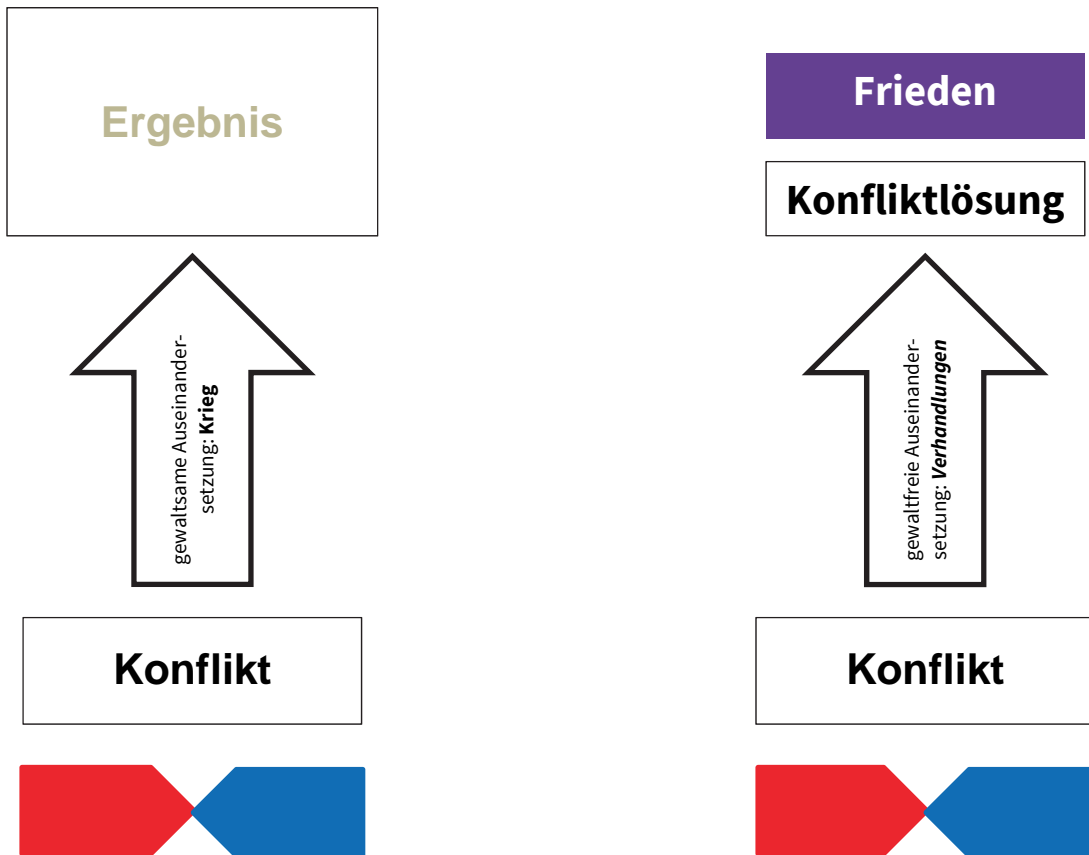 Ergebnis
gewaltsame Auseinander-
setzung: Krieg
Konflikt
Frieden
Konfliktlösung
gewaltfreie Auseinander-
setzung: Verhandlungen
Konflikt